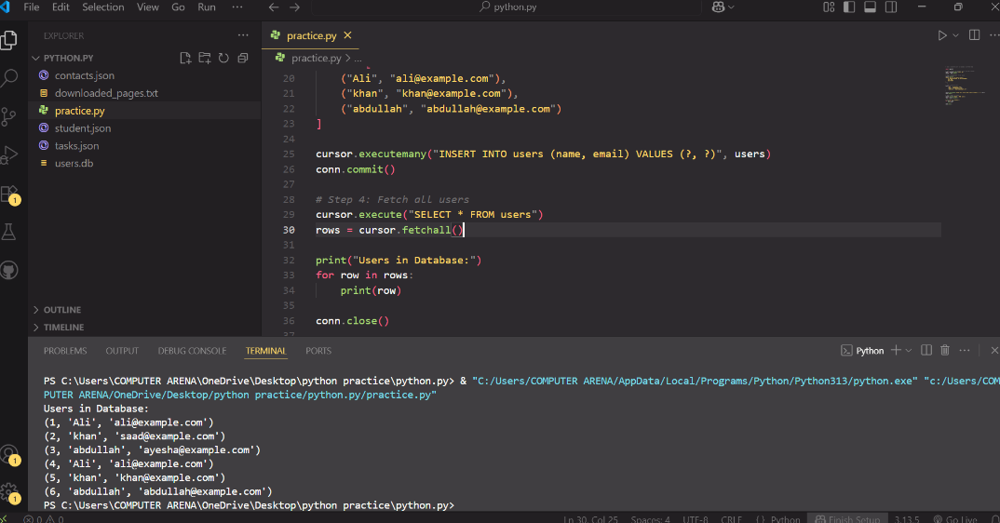 File Edit Selection View Go Run ··· python.py
EXPLORER ···
PYTHON.PY
contacts.json
downloaded_pages.txt
practice.py
student.json
tasks.json
users.db
OUTLINE
TIMELINE
practice.py
practice.py > ...
20 ("Ali", "ali@example.com"),
21 ("khan", "khan@example.com"),
22 ("abdullah", "abdullah@example.com")
23 ]
24
25 cursor.executemany("INSERT INTO users (name, email) VALUES (?, ?)", users)
26 conn.commit()
27
28 # Step 4: Fetch all users
29 cursor.execute("SELECT * FROM users")
30 rows = cursor.fetchall()
31
32 print("Users in Database:")
33 for row in rows:
34 print(row)
35
36 conn.close()
37
PROBLEMS OUTPUT DEBUG CONSOLE TERMINAL PORTS Python
PS C:\Users\COMPUTER ARENA\OneDrive\Desktop\python practice\python.py> & "C:/Users/COMPUTER ARENA/AppData/Local/Programs/Python/Python313/python.exe" "c:/Users/COM
PUTER ARENA/OneDrive/Desktop/python practice/python.py/practice.py"
Users in Database:
(1, 'Ali', 'ali@example.com')
(2, 'khan', 'saad@example.com')
(3, 'abdullah', 'ayesha@example.com')
(4, 'Ali', 'ali@example.com')
(5, 'khan', 'khan@example.com')
(6, 'abdullah', 'abdullah@example.com')
PS C:\Users\COMPUTER ARENA\OneDrive\Desktop\python practice\python.py>
1
1
1
0 0 Ln 30, Col 25 Spaces: 4 UTF-8 CRLF {} Python Finish Setup 3.13.5 Go Live